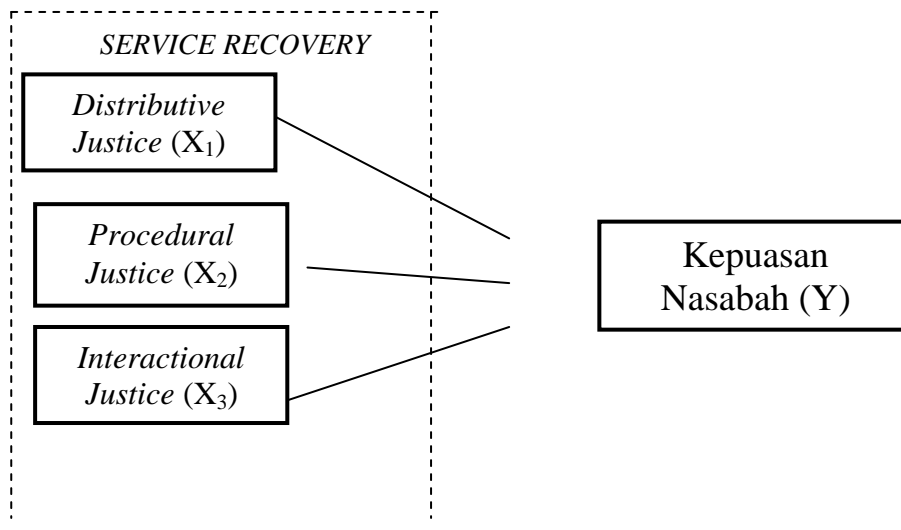 SERVICE RECOVERY
Distributive
Justice (X₁)
Procedural
Justice (X₂)
Interactional
Justice (X₃)
Kepuasan
Nasabah (Y)